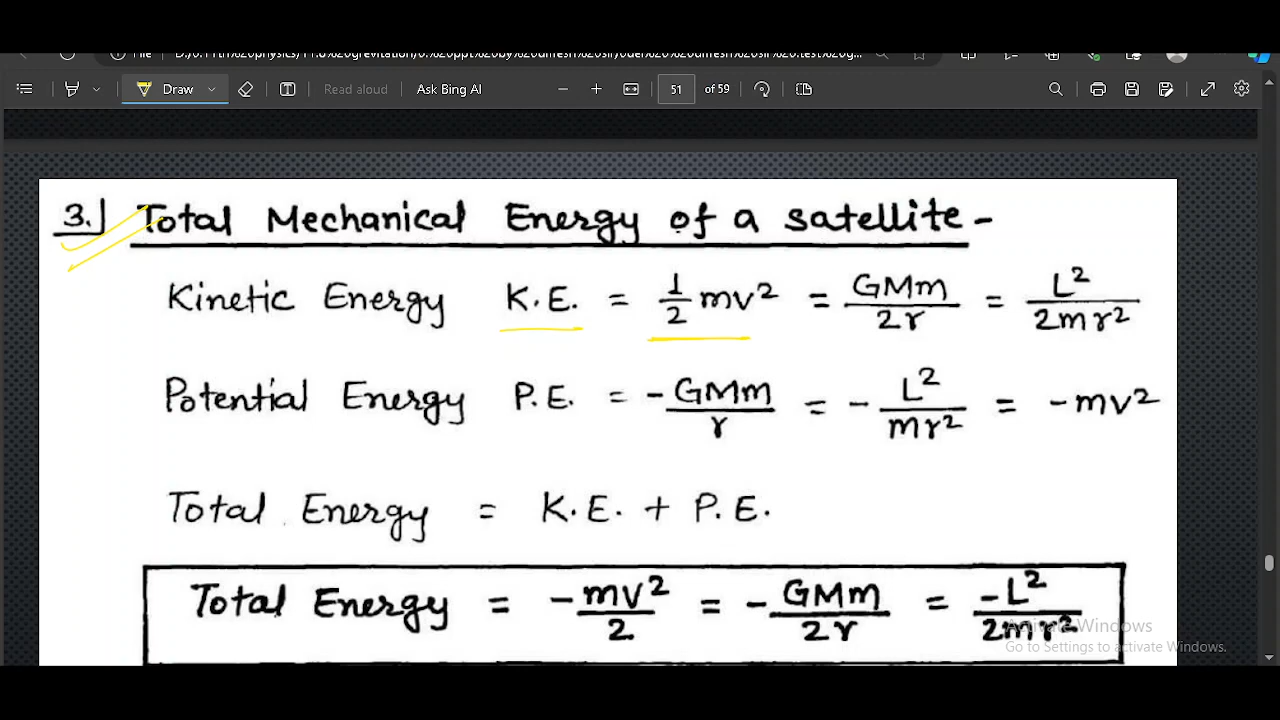 Draw
Read aloud
Ask Bing AI
51 of 59
3.) Total Mechanical Energy of a satellite -
Kinetic Energy K.E. = 1/2 mv² = GMm/2r = L²/2mr²
Potential Energy P.E. = -GMm/r = -L²/mr² = -mv²
Total Energy = K.E. + P.E.
Total Energy = -mv²/2 = -GMm/2r = -L²/2mr²
Activate Windows
Go to Settings to activate Windows.